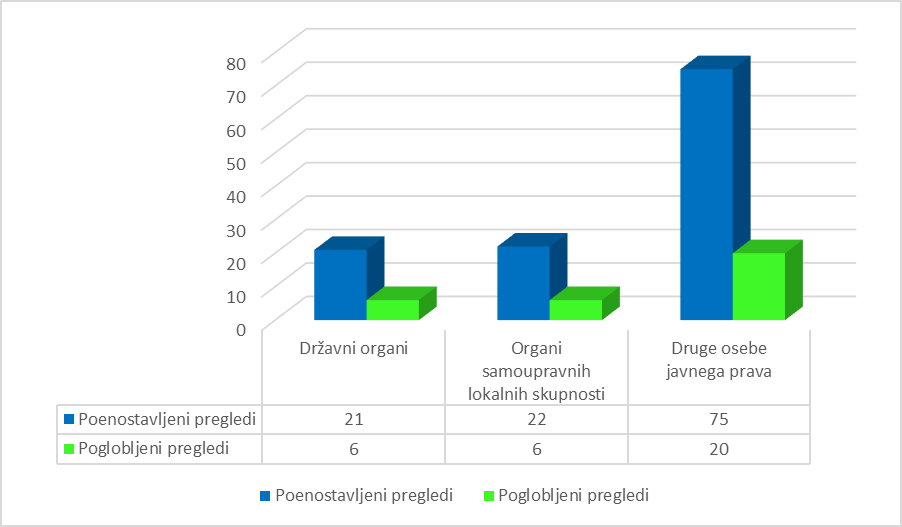 80
70
60
50
40
30
20
10
0
Državni organi
Organi
samoupravnih
lokalnih skupnosti
Druge osebe
javnega prava
Poenostavljeni pregledi 21 22 75
Poglobljeni pregledi 6 6 20
Poenostavljeni pregledi Poglobljeni pregledi